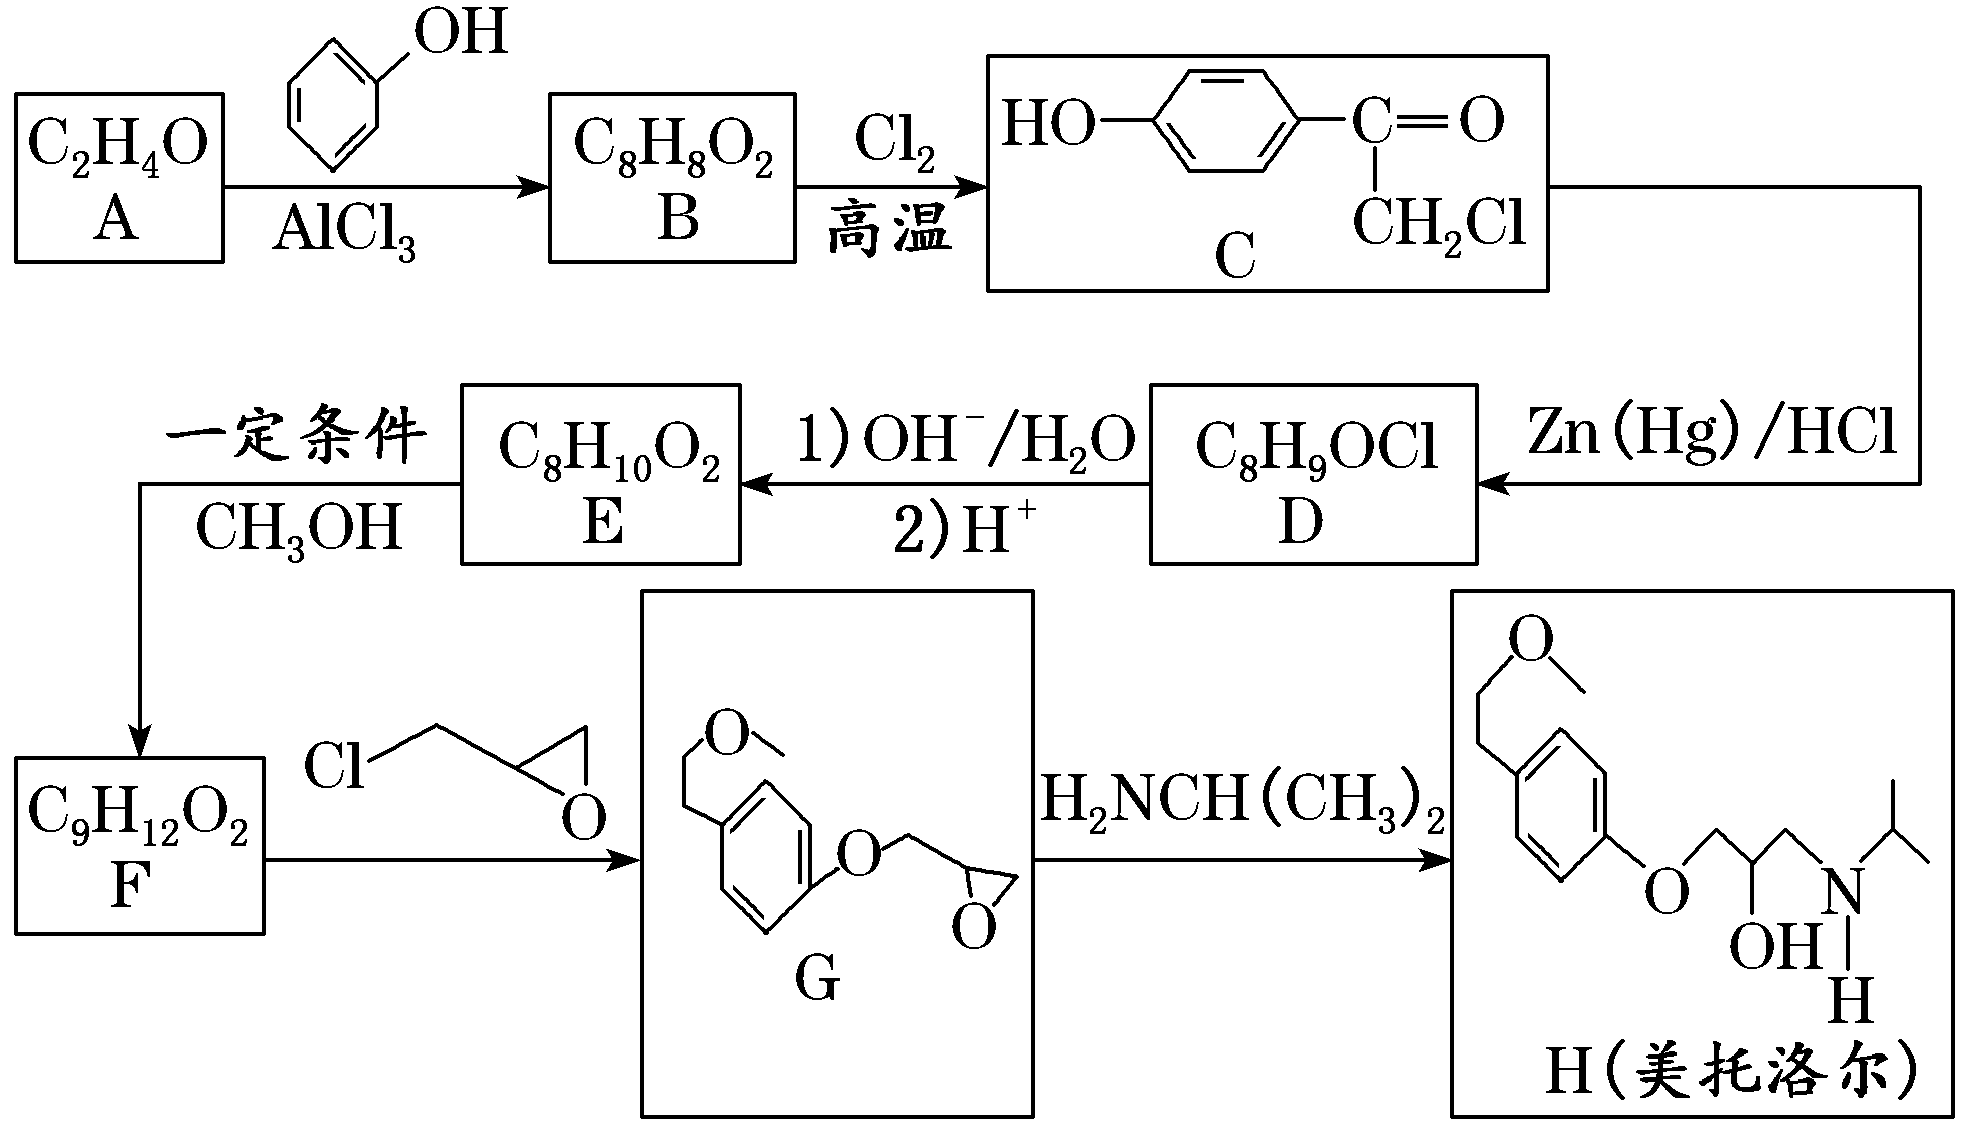 OH
C₂H₄O
A
AlCl₃
C₈H₈O₂
B
Cl₂
高温
HO
C=O
CH₂Cl
C
Zn(Hg)/HCl
C₈H₉OCl
D
1)OH⁻/H₂O
2)H⁺
C₈H₁₀O₂
E
一定条件
CH₃OH
C₉H₁₂O₂
F
Cl
O
O
O
O
G
H₂NCH(CH₃)₂
O
O
OH
N
H
H(美托洛尔)